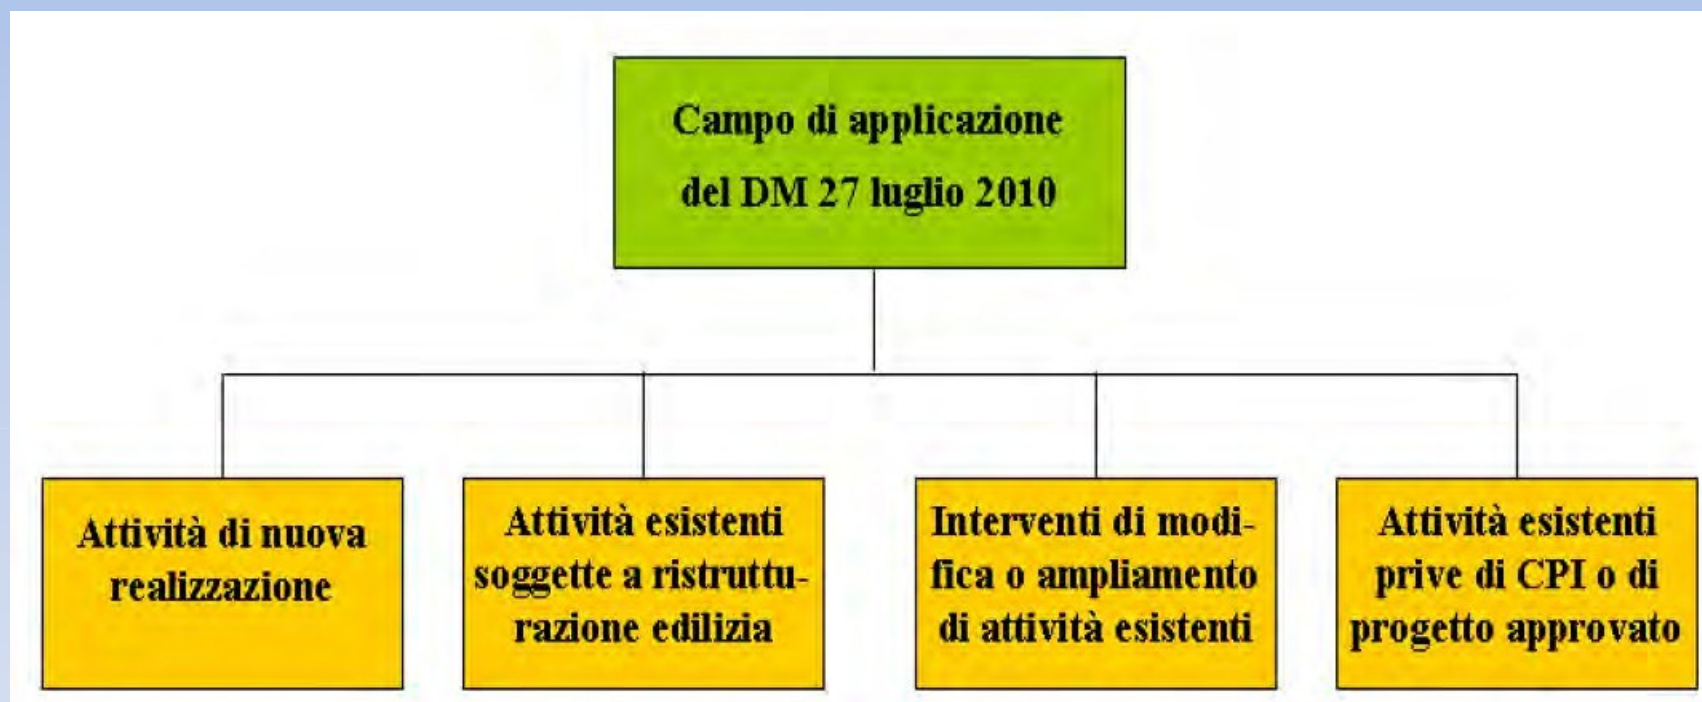 Campo di applicazione
del DM 27 luglio 2010
Attività di nuova
realizzazione
Attività esistenti
soggette a ristruttu-
razione edilizia
Interventi di modi-
fica o ampliamento
di attività esistenti
Attività esistenti
prive di CPI o di
progetto approvato